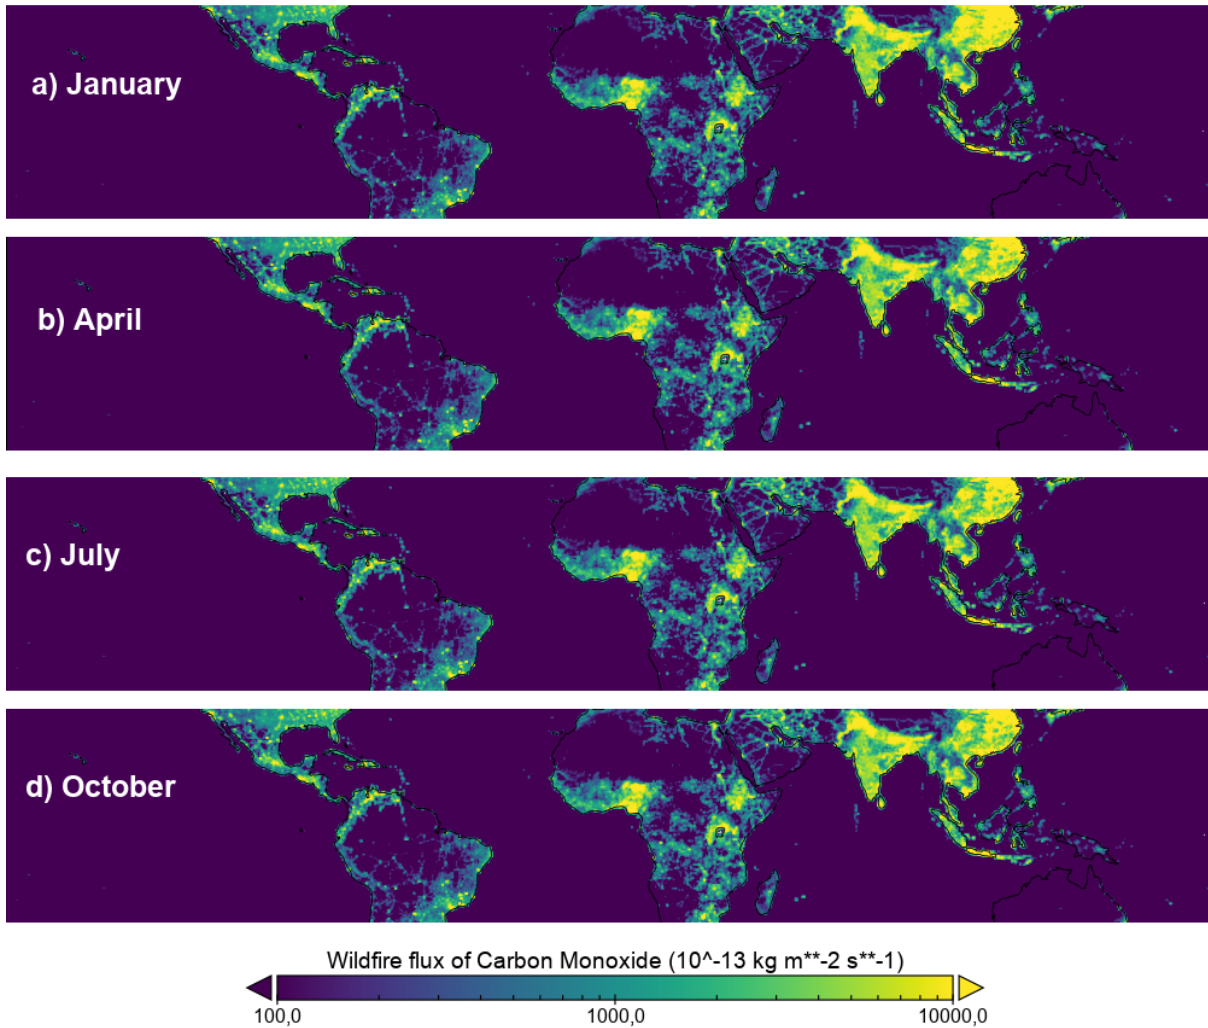 a) January
b) April
c) July
d) October
Wildfire flux of Carbon Monoxide (10^-13 kg m**-2 s**-1)
100,0 1000,0 10000,0